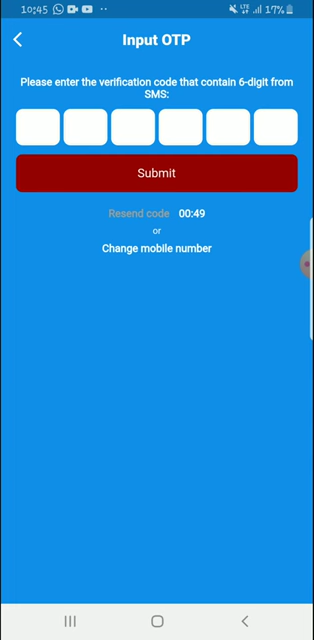 10:45
LTE
17%
Input OTP
Please enter the verification code that contain 6-digit from
SMS:
Submit
Resend code 00:49
or
Change mobile number